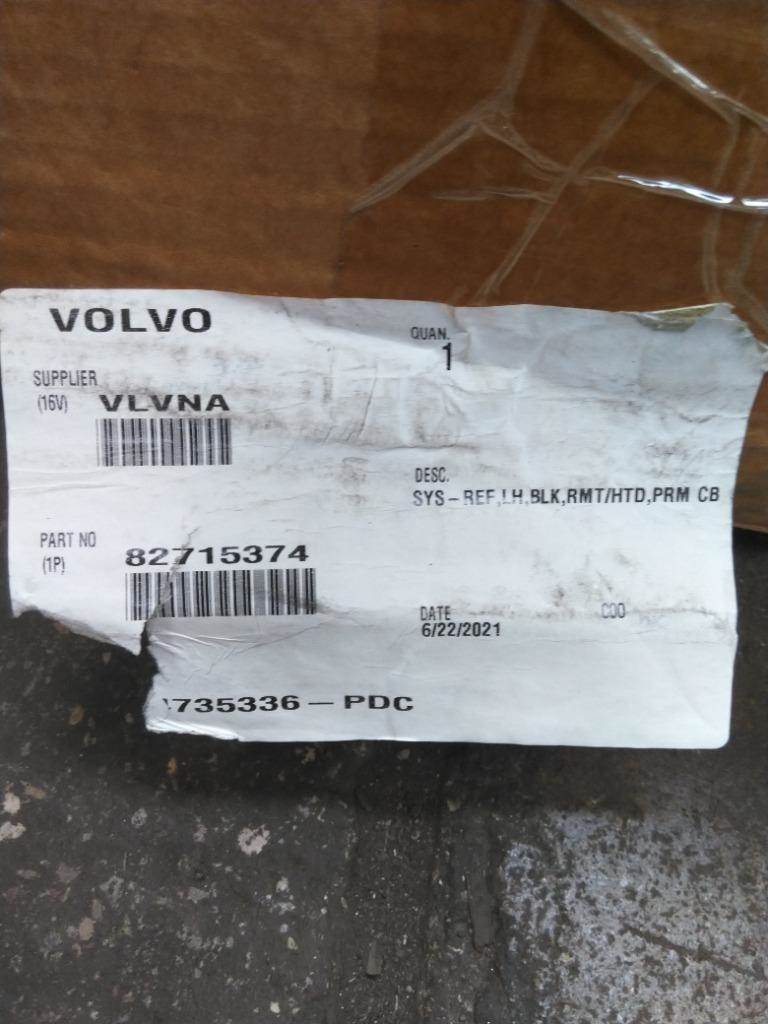 VOLVO
QUAN.
1
SUPPLIER
(16V) VLVNA
DESC.
SYS-REF,LH,BLK,RMT/HTD,PRM CB
PART NO
(1P) 82715374
DATE
6/22/2021
COO
735336-PDC